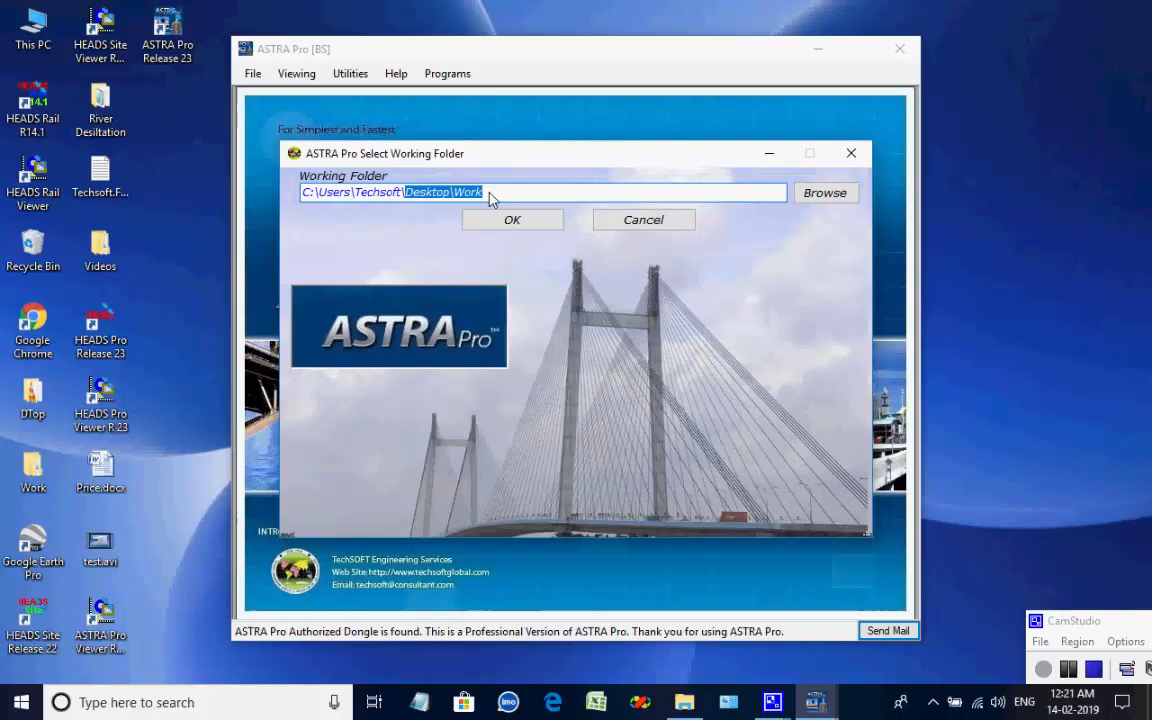 This PC
HEADS Site
Viewer R...
ASTRA Pro
Release 23
HEADS Rail
R14.1
River
Desiltation
HEADS Rail
Viewer
Techsoft.F...
Recycle Bin
Videos
Google
Chrome
HEADS Pro
Release 23
DTop
HEADS Pro
Viewer R 23
Work
Price.docx
Google Earth
Pro
test.avi
HEADS Site
Release 22
ASTRA Pro
Viewer R...
ASTRA Pro [BS]
File Viewing Utilities Help Programs
For Simplest and Fastest
ASTRA Pro Select Working Folder
Working Folder
C:\Users\Techsoft\Desktop\Work
Browse
OK Cancel
ASTRA Pro™
INTR
TechSOFT Engineering Services
Web Site: http://www.techsoftglobal.com
Email: techsoft@consultant.com
ASTRA Pro Authorized Dongle is found. This is a Professional Version of ASTRA Pro. Thank you for using ASTRA Pro.
Send Mail
CamStudio
File Region Options
Type here to search
imo
ENG
12:21 AM
14-02-2019